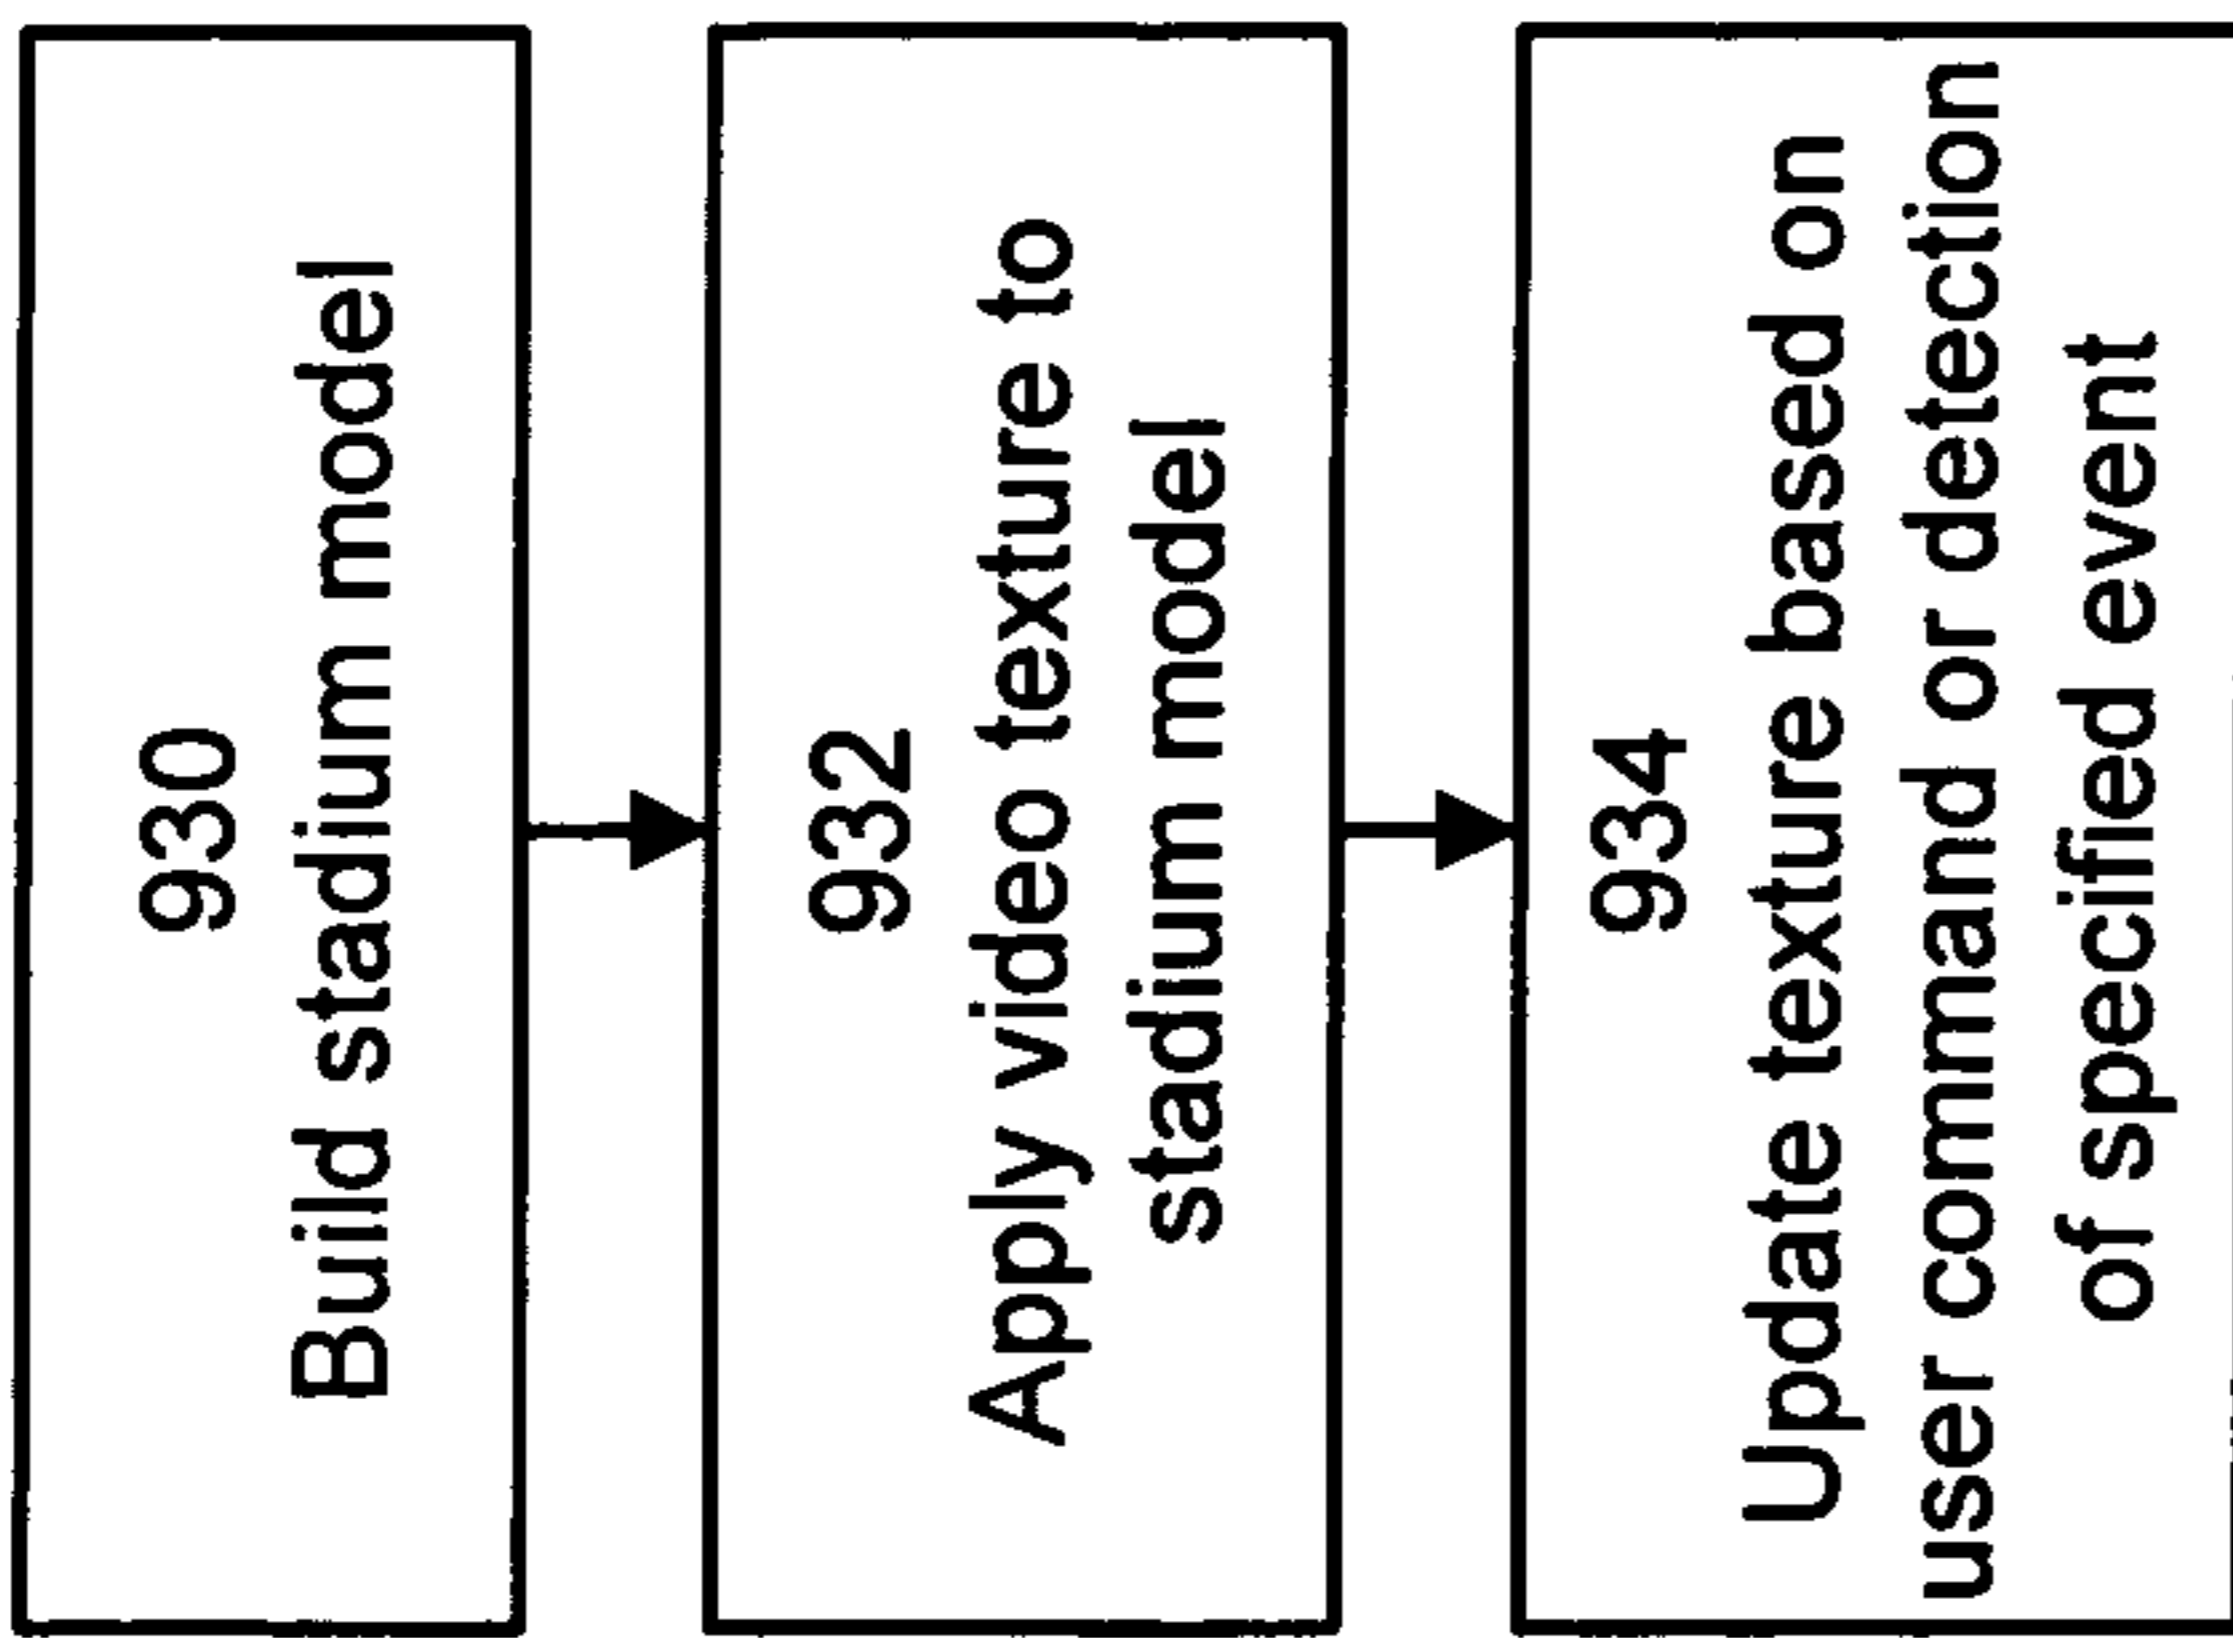 930
Build stadium model
932
Apply video texture to
stadium model
934
Update texture based on
user command or detection
of specified event